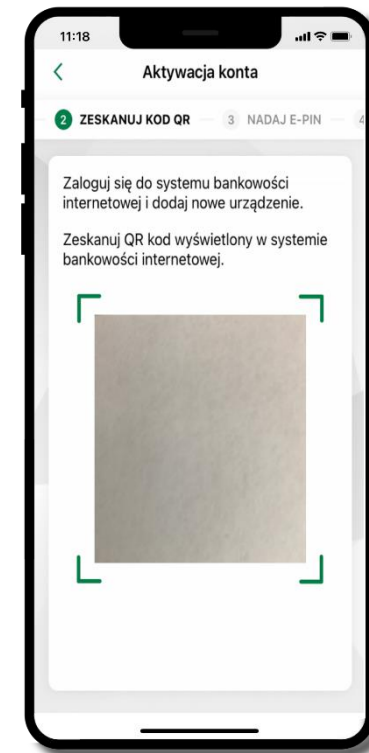 11:18
Aktywacja konta
2 ZESKANUJ KOD QR 3 NADAJ E-PIN 4
Zaloguj się do systemu bankowości
internetowej i dodaj nowe urządzenie.
Zeskanuj QR kod wyświetlony w systemie
bankowości internetowej.